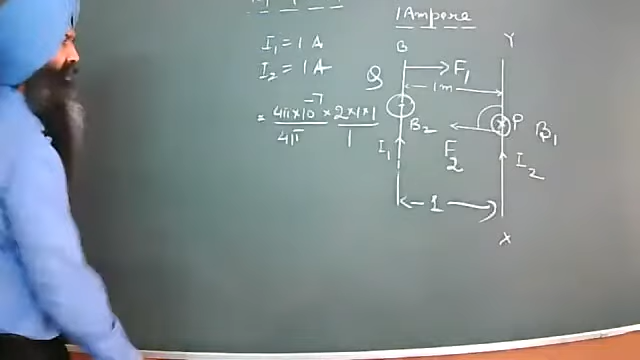 1 Ampere
I₁ = 1 A
I₂ = 1 A
= 4π×10⁻⁷ × 2×1×1
4π 1
B
Y
F₁
Q
1m
B₂
P
B₁
F₂
I₁
I₂
1
X